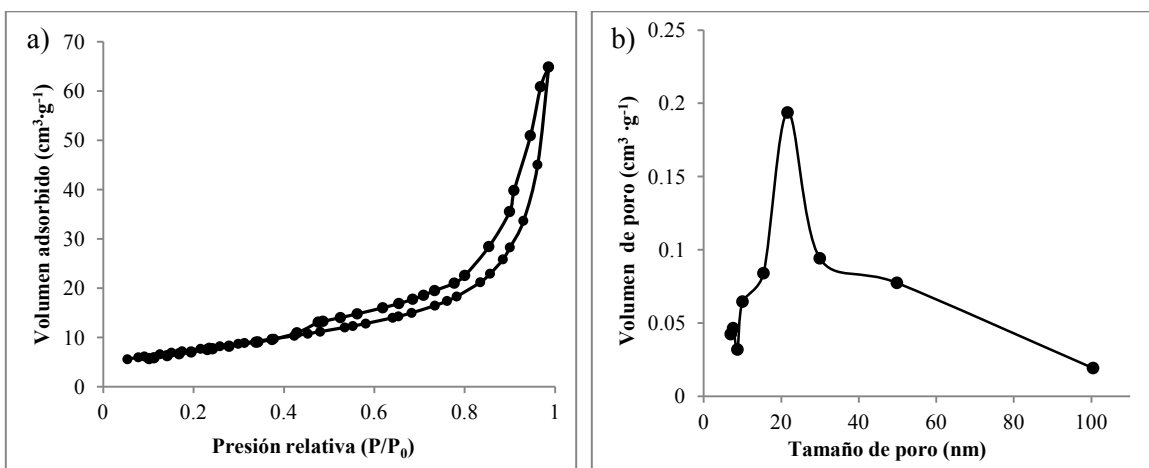 a)
70
60
50
40
30
20
10
0
Volumen adsorbido (cm³·g⁻¹)
0 0.2 0.4 0.6 0.8 1
Presión relativa (P/P₀)
b)
0.25
0.2
0.15
0.1
0.05
0
Volumen de poro (cm³ ·g⁻¹)
0 20 40 60 80 100
Tamaño de poro (nm)